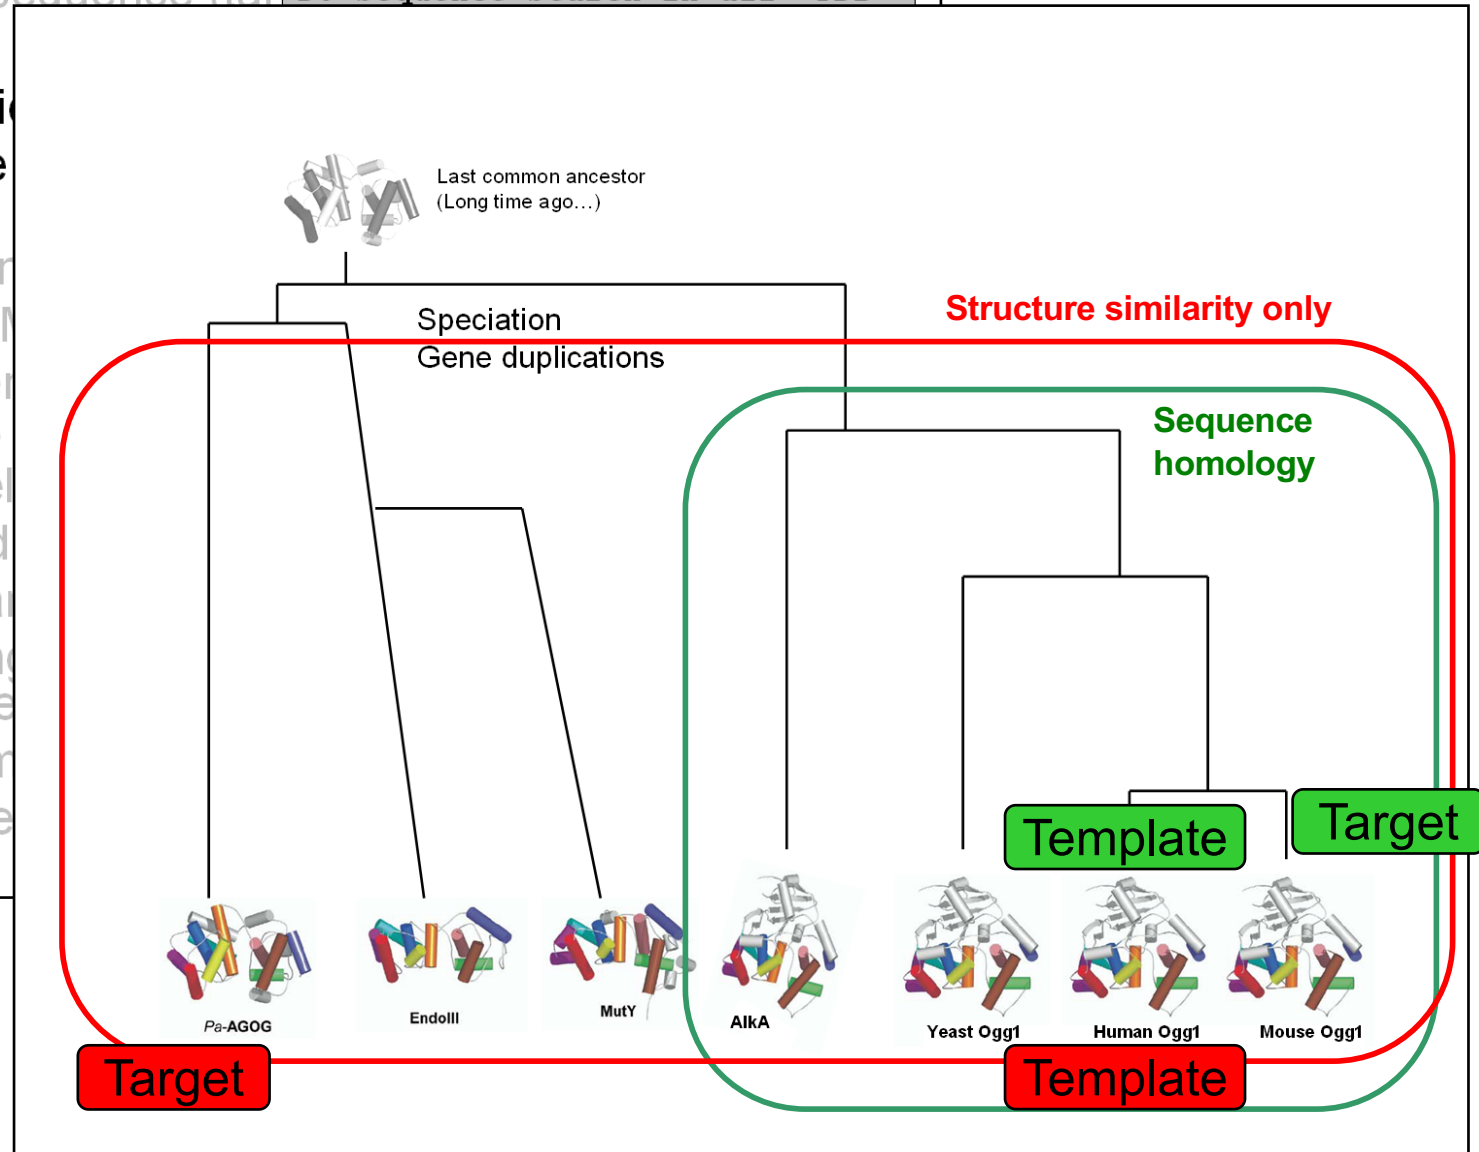 Last common ancestor
(Long time ago...)
Speciation
Gene duplications
Structure similarity only
Sequence
homology
Template
Target
Pa-AGOG
EndoIII
MutY
AlkA
Yeast Ogg1
Human Ogg1
Mouse Ogg1
Target
Template